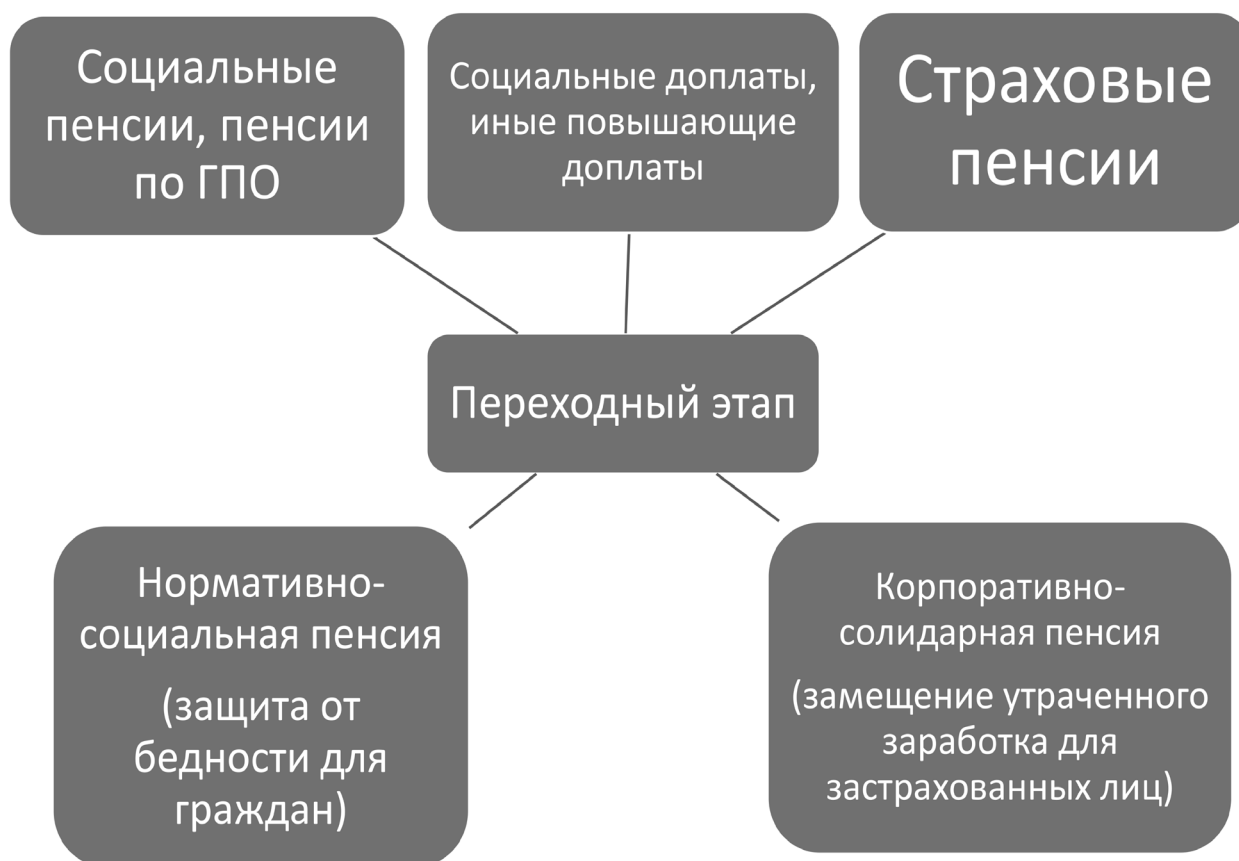 Социальные
пенсии, пенсии
по ГПО
Социальные доплаты,
иные повышающие
доплаты
Страховые
пенсии
Переходный этап
Нормативно-
социальная пенсия
(защита от
бедности для
граждан)
Корпоративно-
солидарная пенсия
(замещение утраченного
заработка для
застрахованных лиц)